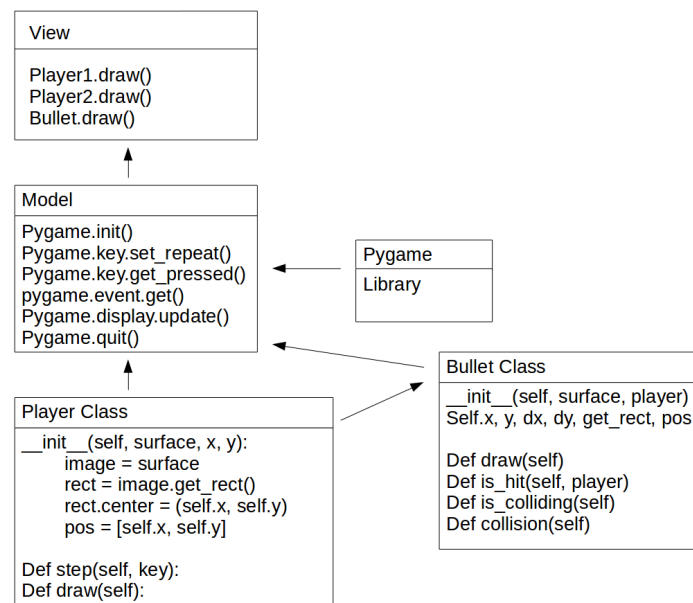 View
Player1.draw()
Player2.draw()
Bullet.draw()
Model
Pygame.init()
Pygame.key.set_repeat()
Pygame.key.get_pressed()
pygame.event.get()
Pygame.display.update()
Pygame.quit()
Pygame
Library
Bullet Class
__init__(self, surface, player)
Self.x, y, dx, dy, get_rect, pos
Def draw(self)
Def is_hit(self, player)
Def is_colliding(self)
Def collision(self)
Player Class
__init__(self, surface, x, y):
image = surface
rect = image.get_rect()
rect.center = (self.x, self.y)
pos = [self.x, self.y]
Def step(self, key):
Def draw(self):